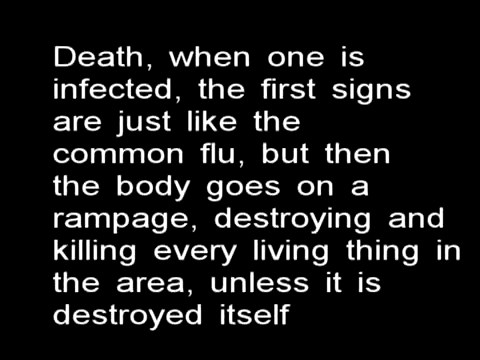 Death, when one is
infected, the first signs
are just like the
common flu, but then
the body goes on a
rampage, destroying and
killing every living thing in
the area, unless it is
destroyed itself